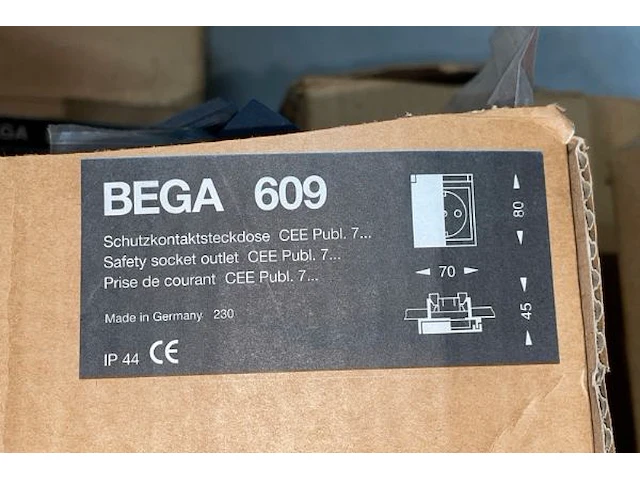 BEGA
BEGA 609
Schutzkontaktsteckdose CEE Publ. 7...
Safety socket outlet CEE Publ. 7...
Prise de courant CEE Publ. 7...
Made in Germany 230
IP 44 CE
80
70
45